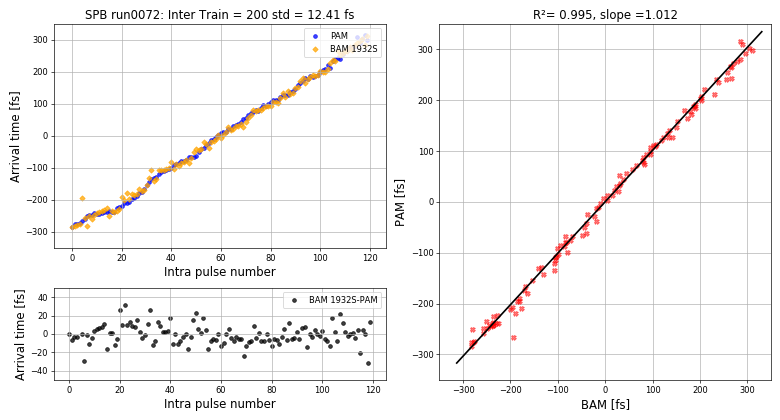 SPB run0072: Inter Train = 200 std = 12.41 fs
PAM
BAM 1932S
300
200
100
0
−100
−200
−300
Arrival time [fs]
0 20 40 60 80 100 120
Intra pulse number
BAM 1932S-PAM
40
20
0
−20
−40
Arrival time [fs]
0 20 40 60 80 100 120
Intra pulse number
R²= 0.995, slope =1.012
300
200
100
0
−100
−200
−300
PAM [fs]
−300 −200 −100 0 100 200 300
BAM [fs]